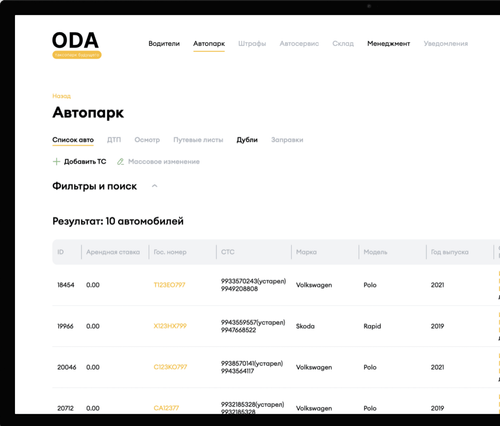 ODA
Водители Автопарк Штрафы Автосервис Склад Менеджмент Уведомления
Назад
Автопарк
Список авто ДТП Осмотр Путевые листы Дубли Заправки
Добавить ТС Массовое изменение
Фильтры и поиск
Результат: 10 автомобилей
ID Арендная ставка Гос. номер СТС Марка Модель Год выпуска
18454 0.00 Т123ЕО797 9933570243(устарел) Volkswagen Polo 2021
9949208808
19966 0.00 Х123НХ799 9943559557(устарел) Skoda Rapid 2019
9947668522
20046 0.00 С123КО797 9938570141(устарел) Volkswagen Polo 2021
9943564117
20712 0.00 СА12377 9932185328(устарел) Volkswagen Polo 2019
9932185328